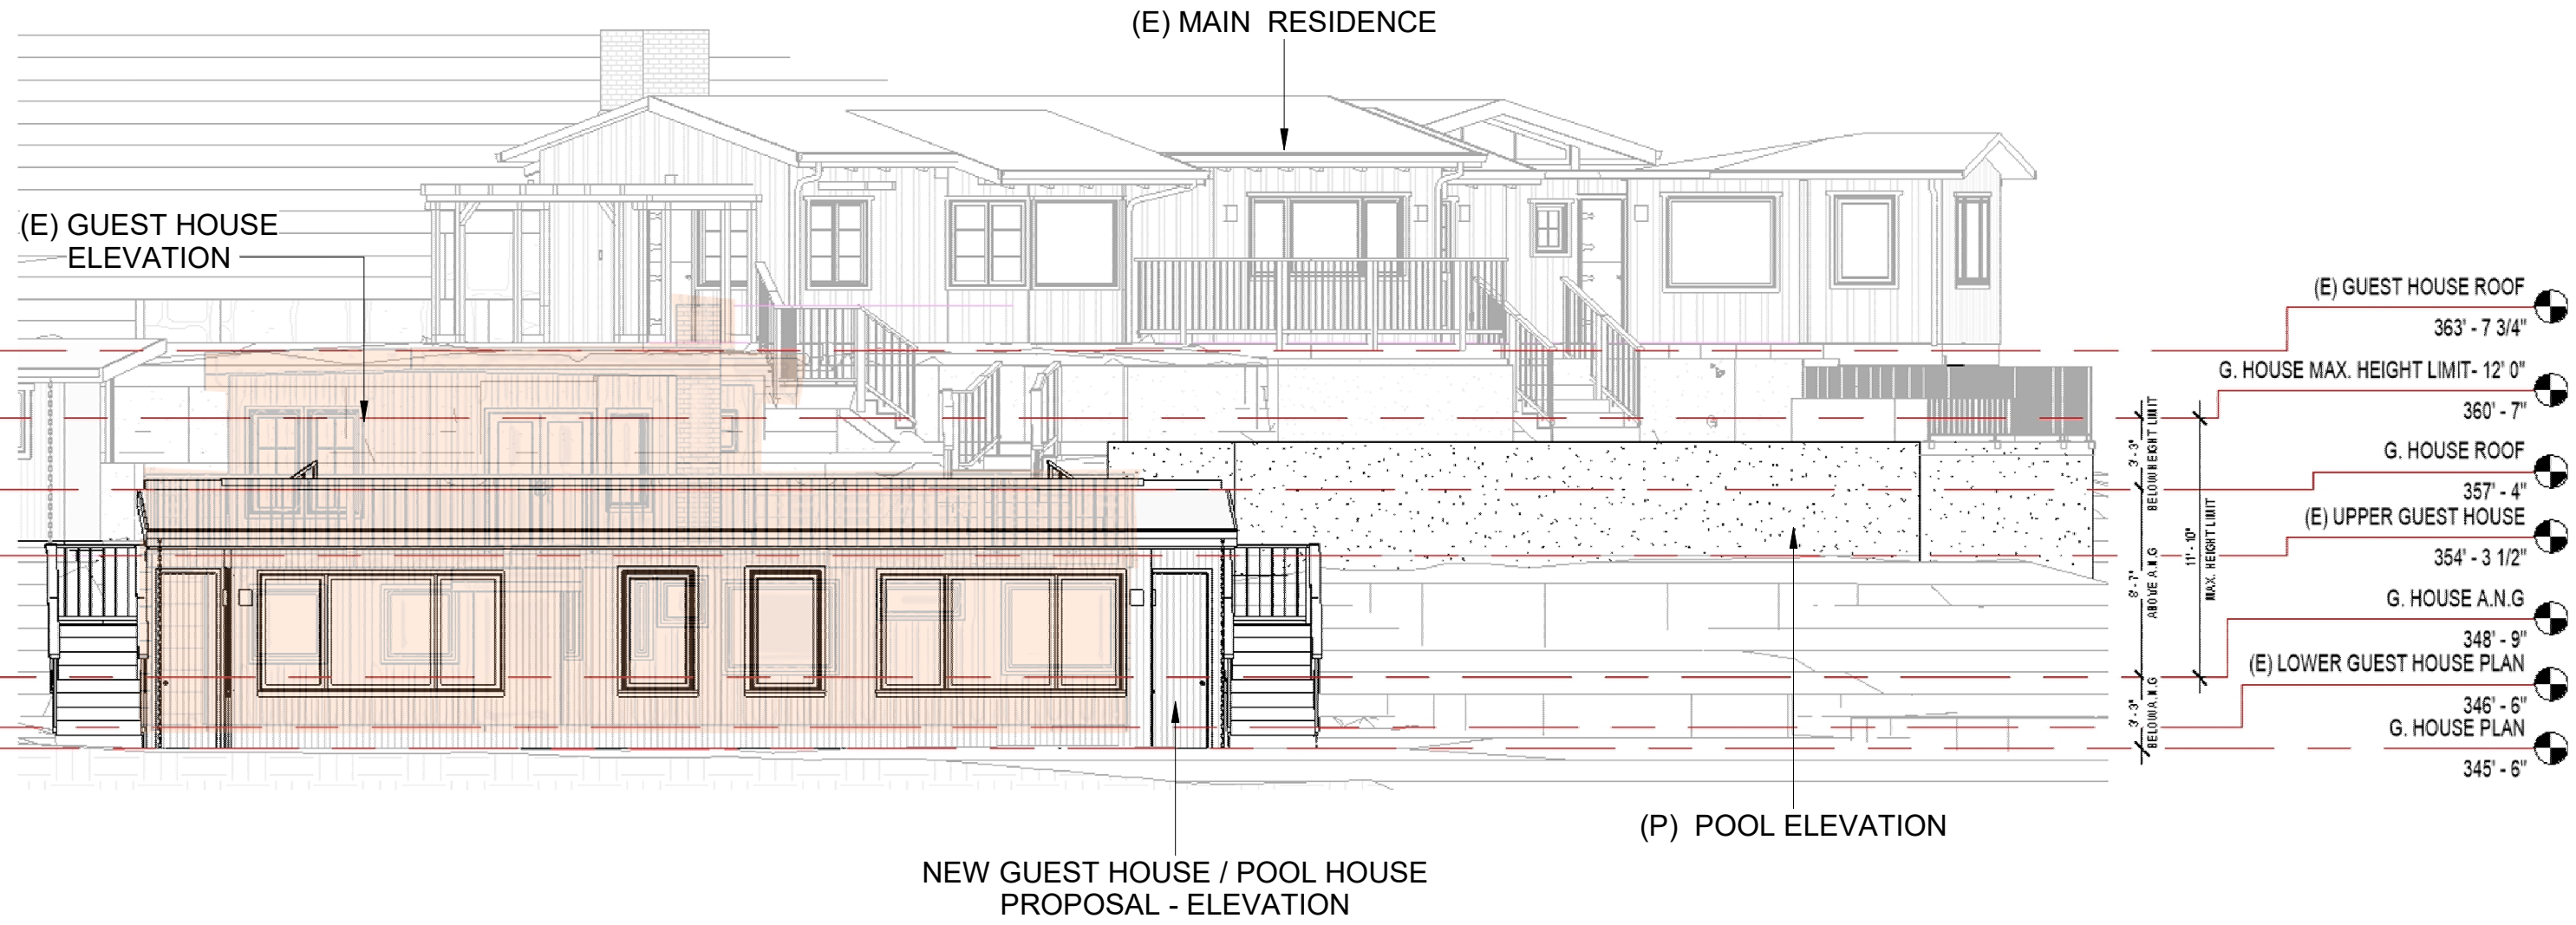 (E) MAIN RESIDENCE
(E) GUEST HOUSE
ELEVATION
(E) GUEST HOUSE ROOF
363' - 7 3/4"
G. HOUSE MAX. HEIGHT LIMIT- 12' 0"
360' - 7"
G. HOUSE ROOF
357' - 4"
(E) UPPER GUEST HOUSE
354' - 3 1/2"
G. HOUSE A.N.G
348' - 9"
(E) LOWER GUEST HOUSE PLAN
346' - 6"
G. HOUSE PLAN
345' - 6"
3' - 3"
BELOW HEIGHT LIMIT
8' - 7"
ABOVE A.N.G
3' - 3"
BELOW A.N.G
11' - 10"
MAX. HEIGHT LIMIT
(P) POOL ELEVATION
NEW GUEST HOUSE / POOL HOUSE
PROPOSAL - ELEVATION